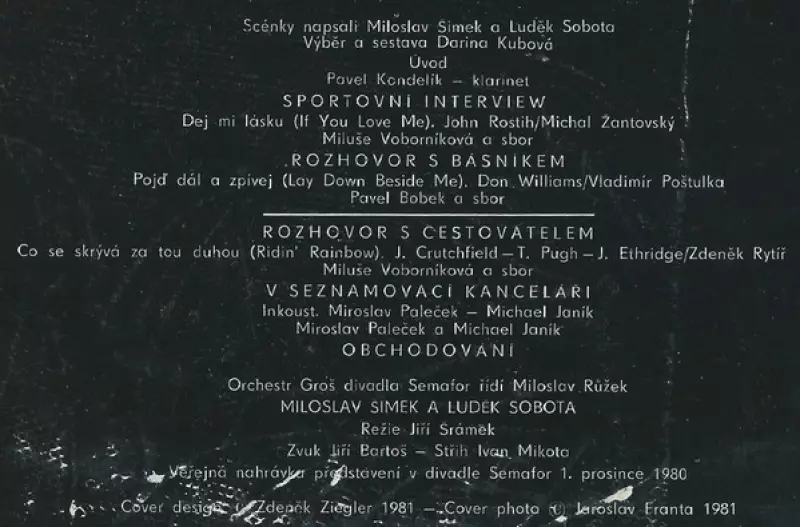 Scénky napsali Miloslav Šimek a Luděk Sobota
Výběr a sestava Darina Kubová
Úvod
Pavel Kondelík – klarinet
SPORTOVNÍ INTERVIEW
Dej mi lásku (If You Love Me). John Rostih/Michal Žantovský
Miluše Voborníková a sbor
ROZHOVOR S BÁSNÍKEM
Pojď dál a zpívej (Lay Down Beside Me). Don Williams/Vladimír Poštulka
Pavel Bobek a sbor
ROZHOVOR S CESTOVATELEM
Co se skrývá za tou duhou (Ridin' Rainbow). J. Crutchfield – T. Pugh – J. Ethridge/Zdeněk Rytíř
Miluše Voborníková a sbor
V SEZNAMOVACÍ KANCELÁŘI
Inkoust. Miroslav Paleček – Michael Janík
Miroslav Paleček a Michael Janík
OBCHODOVÁNÍ
Orchestr Groš divadla Semafor řídí Miloslav Růžek
MILOSLAV ŠIMEK A LUDĚK SOBOTA
Režie Jiří Šrámek
Zvuk Jiří Bartoš – Střih Ivan Mikota
Veřejná nahrávka představení v divadle Semafor 1. prosince 1980
Cover design © Zdeněk Ziegler 1981 – Cover photo © Jaroslav Franta 1981